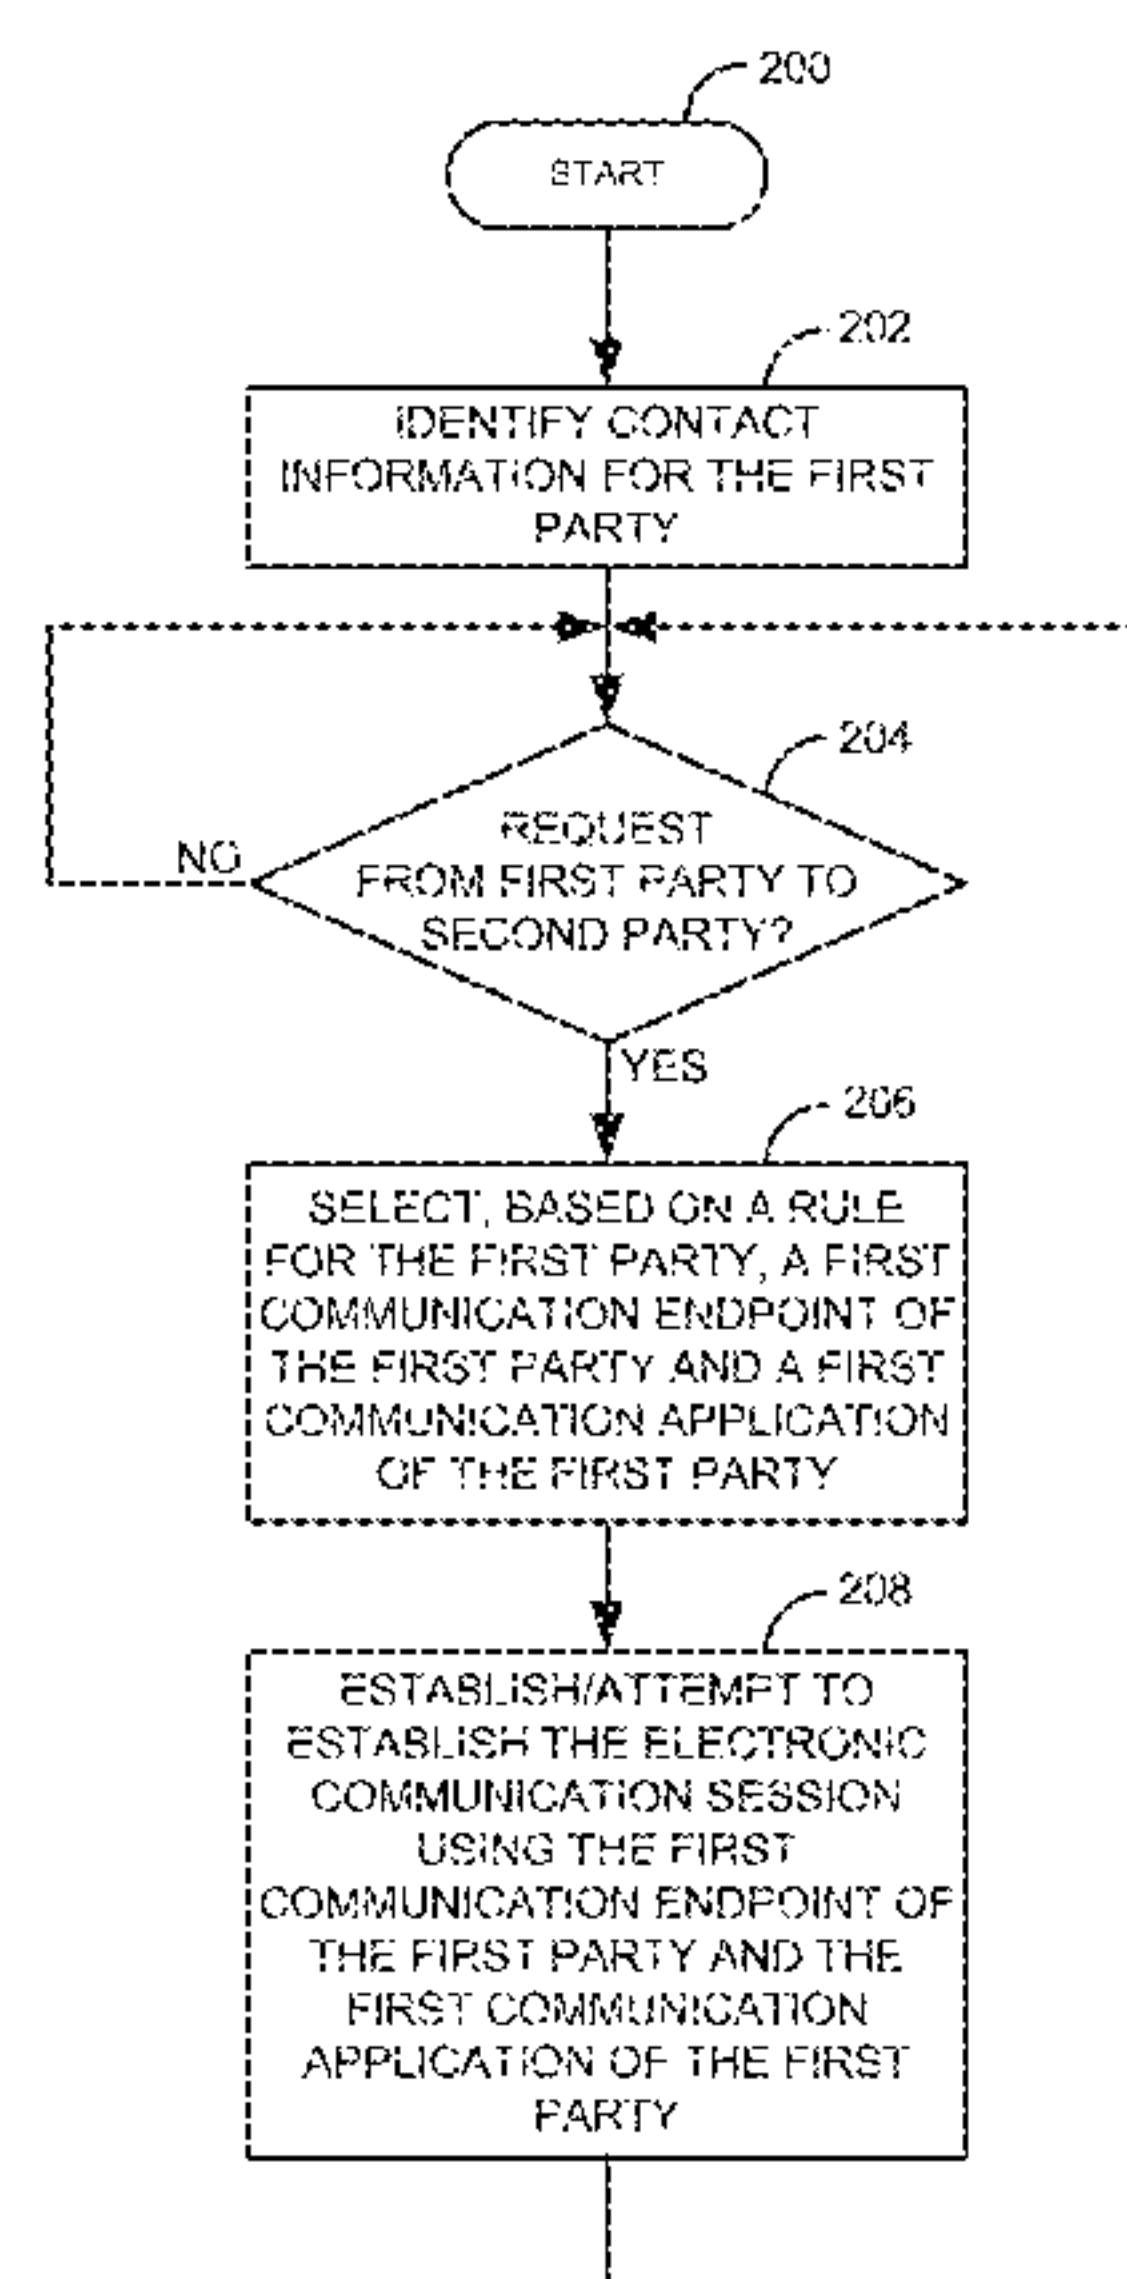 200
START
202
IDENTIFY CONTACT
INFORMATION FOR THE FIRST
PARTY
204
REQUEST
FROM FIRST PARTY TO
SECOND PARTY?
NO
YES
206
SELECT, BASED ON A RULE
FOR THE FIRST PARTY, A FIRST
COMMUNICATION ENDPOINT OF
THE FIRST PARTY AND A FIRST
COMMUNICATION APPLICATION
OF THE FIRST PARTY
208
ESTABLISH/ATTEMPT TO
ESTABLISH THE ELECTRONIC
COMMUNICATION SESSION
USING THE FIRST
COMMUNICATION ENDPOINT OF
THE FIRST PARTY AND THE
FIRST COMMUNICATION
APPLICATION OF THE FIRST
PARTY